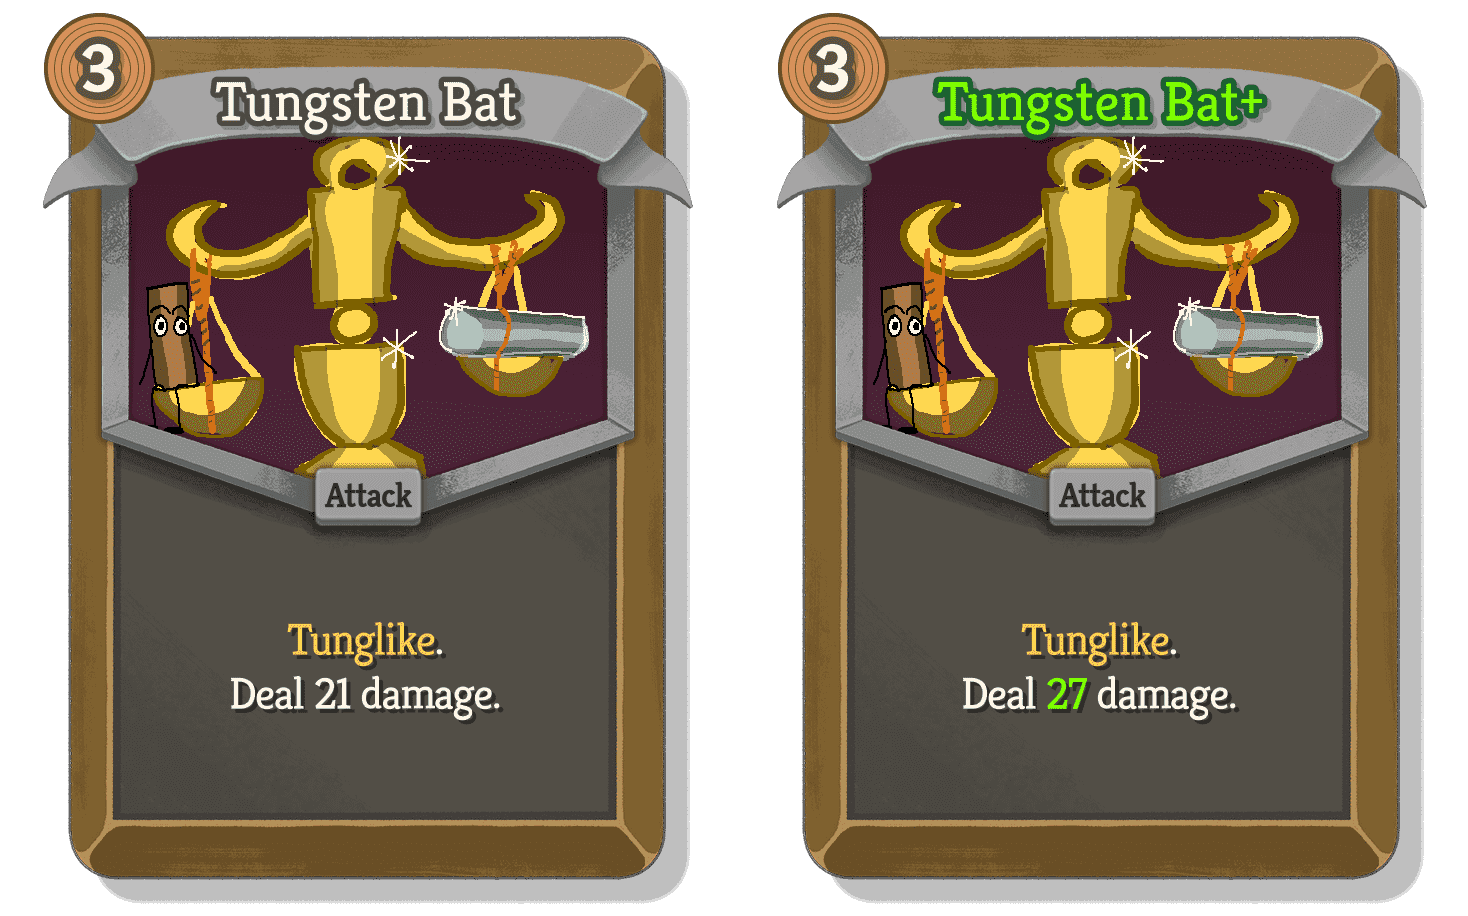 3
Tungsten Bat
Attack
Tunglike.
Deal 21 damage.
3
Tungsten Bat+
Attack
Tunglike.
Deal 27 damage.